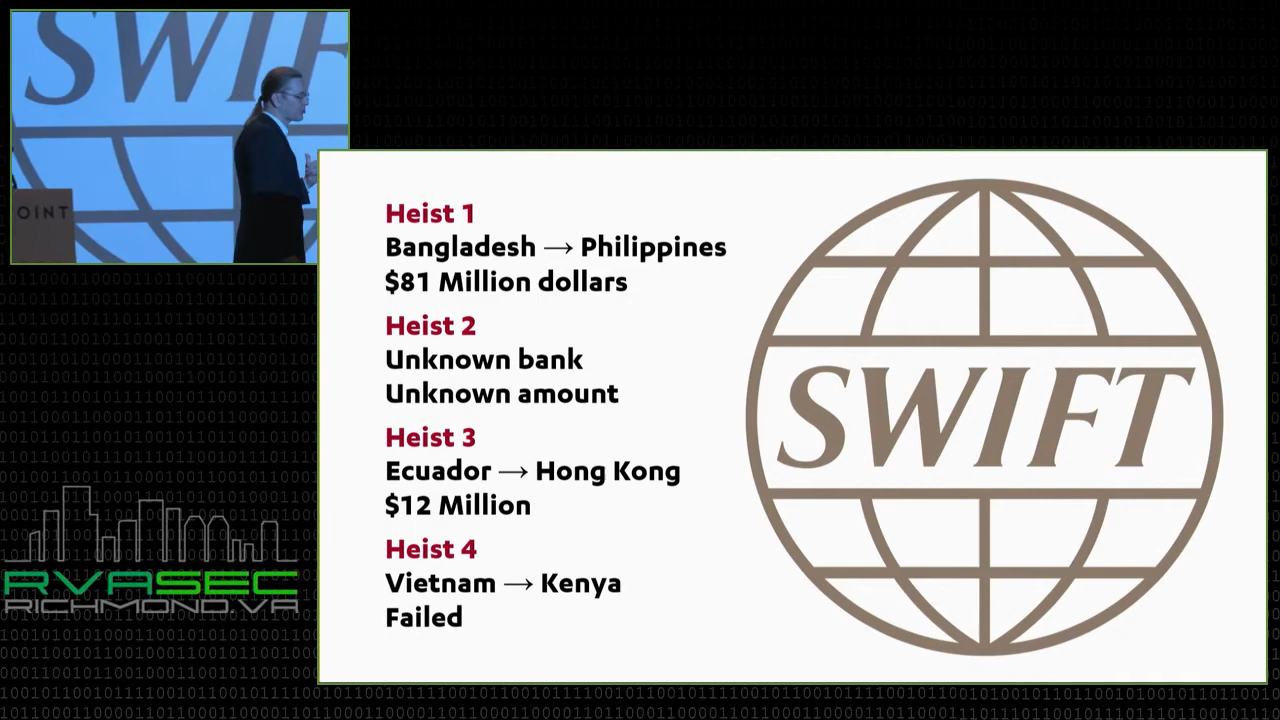 SWIF
OINT
Heist 1
Bangladesh → Philippines
$81 Million dollars
Heist 2
Unknown bank
Unknown amount
Heist 3
Ecuador → Hong Kong
$12 Million
Heist 4
Vietnam → Kenya
Failed
SWIFT
RVASEC
RICHMOND.VA